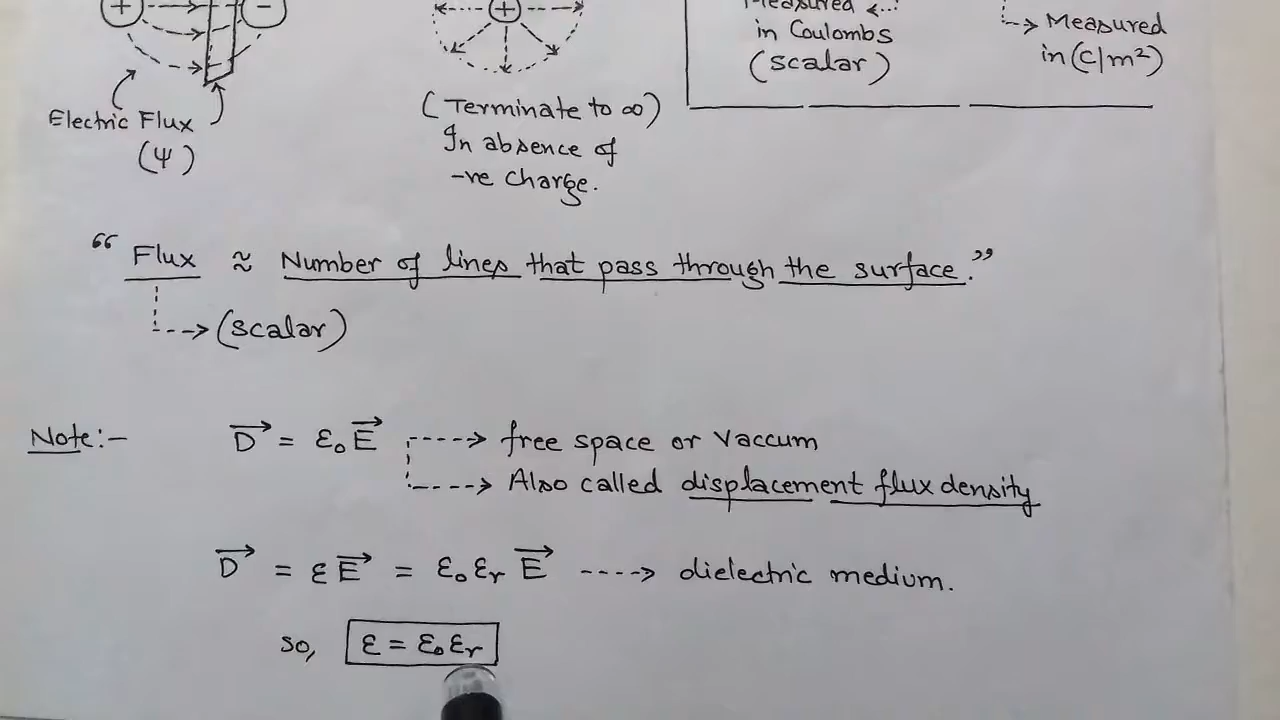 + −
+
Measured
in Coulombs
(scalar)
Measured
in (C/m²)
Electric Flux
(Ψ)
(Terminate to ∞)
In absence of
-ve charge.
“Flux ≈ Number of lines that pass through the surface.”
(scalar)
Note:- D⃗ = ε₀E⃗ free space or vaccum
Also called displacement flux density
D⃗ = εE⃗ = ε₀εᵣE⃗ dielectric medium.
so, ε = ε₀εᵣ